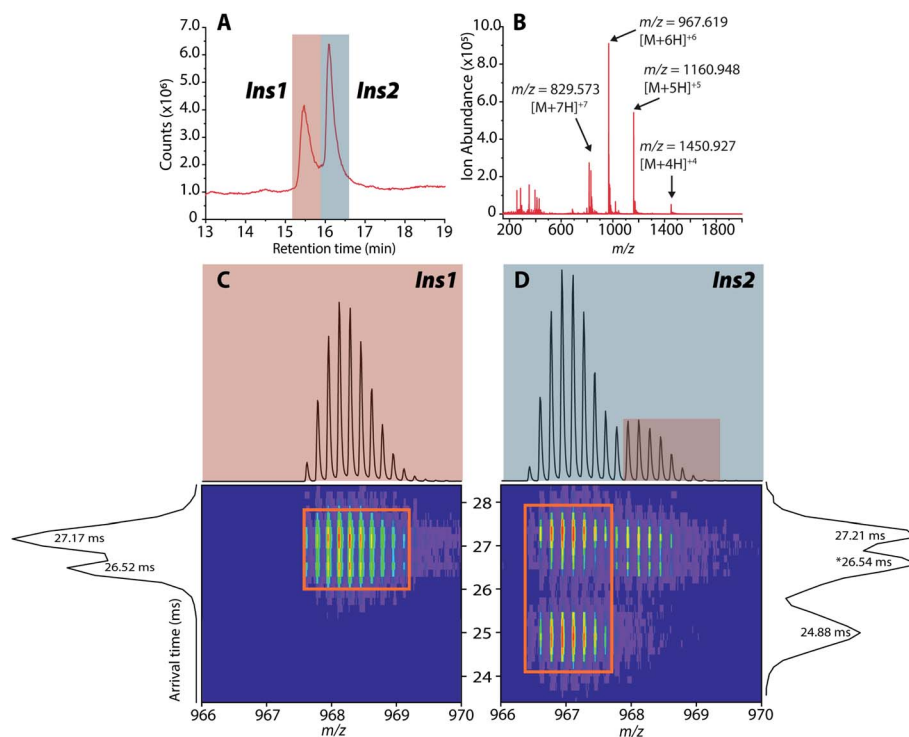 A
Counts (x10⁶)
7.0
6.0
5.0
4.0
3.0
2.0
1.0
0
Ins1
Ins2
13 14 15 16 17 18 19
Retention time (min)
B
Ion Abundance (x10⁵)
10.0
8.0
6.0
4.0
2.0
0
m/z = 967.619
[M+6H]⁺⁶
m/z = 1160.948
[M+5H]⁺⁵
m/z = 829.573
[M+7H]⁺⁷
m/z = 1450.927
[M+4H]⁺⁴
200 600 1000 1400 1800
m/z
C
Ins1
D
Ins2
27.17 ms
26.52 ms
Arrival time (ms)
28
27
26
25
24
27.21 ms
*26.54 ms
24.88 ms
966 967 968 969 970
m/z
966 967 968 969 970
m/z